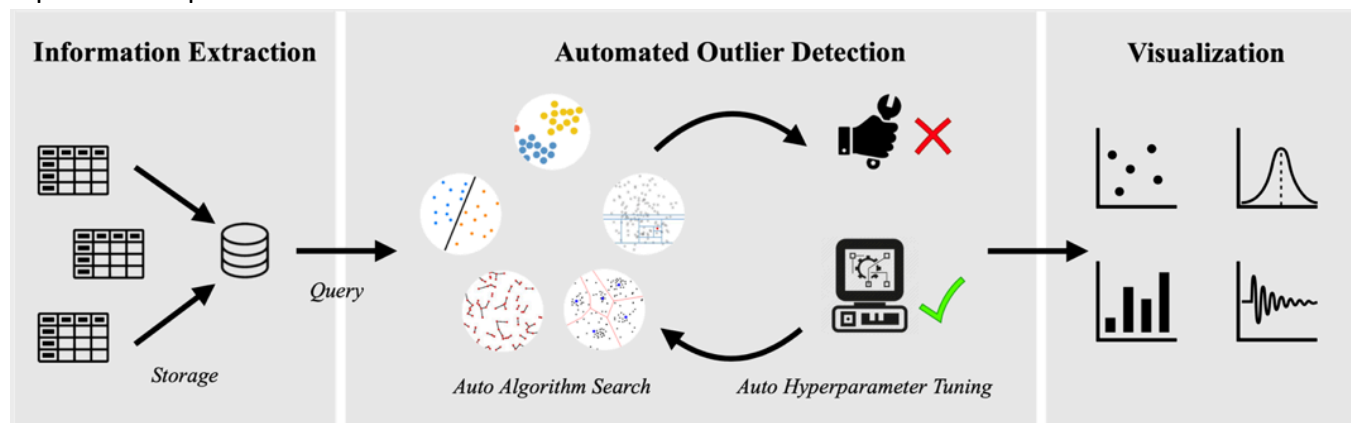 Information Extraction
Automated Outlier Detection
Visualization
Query
Storage
Auto Algorithm Search
Auto Hyperparameter Tuning